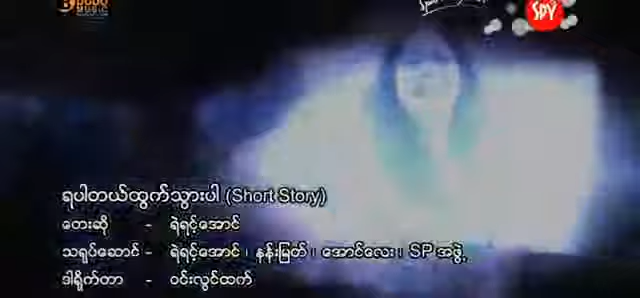 SPY
ရပါတယ်ထွက်သွားပါ (Short Story)
တေးဆို - ရဲရင့်အောင်
သရုပ်ဆောင် - ရဲရင့်အောင် ၊ နန်းမြတ် ၊ အောင်လေး ၊ SP အဖွဲ့
ဒါရိုက်တာ - ဝင်းလွင်ထက်